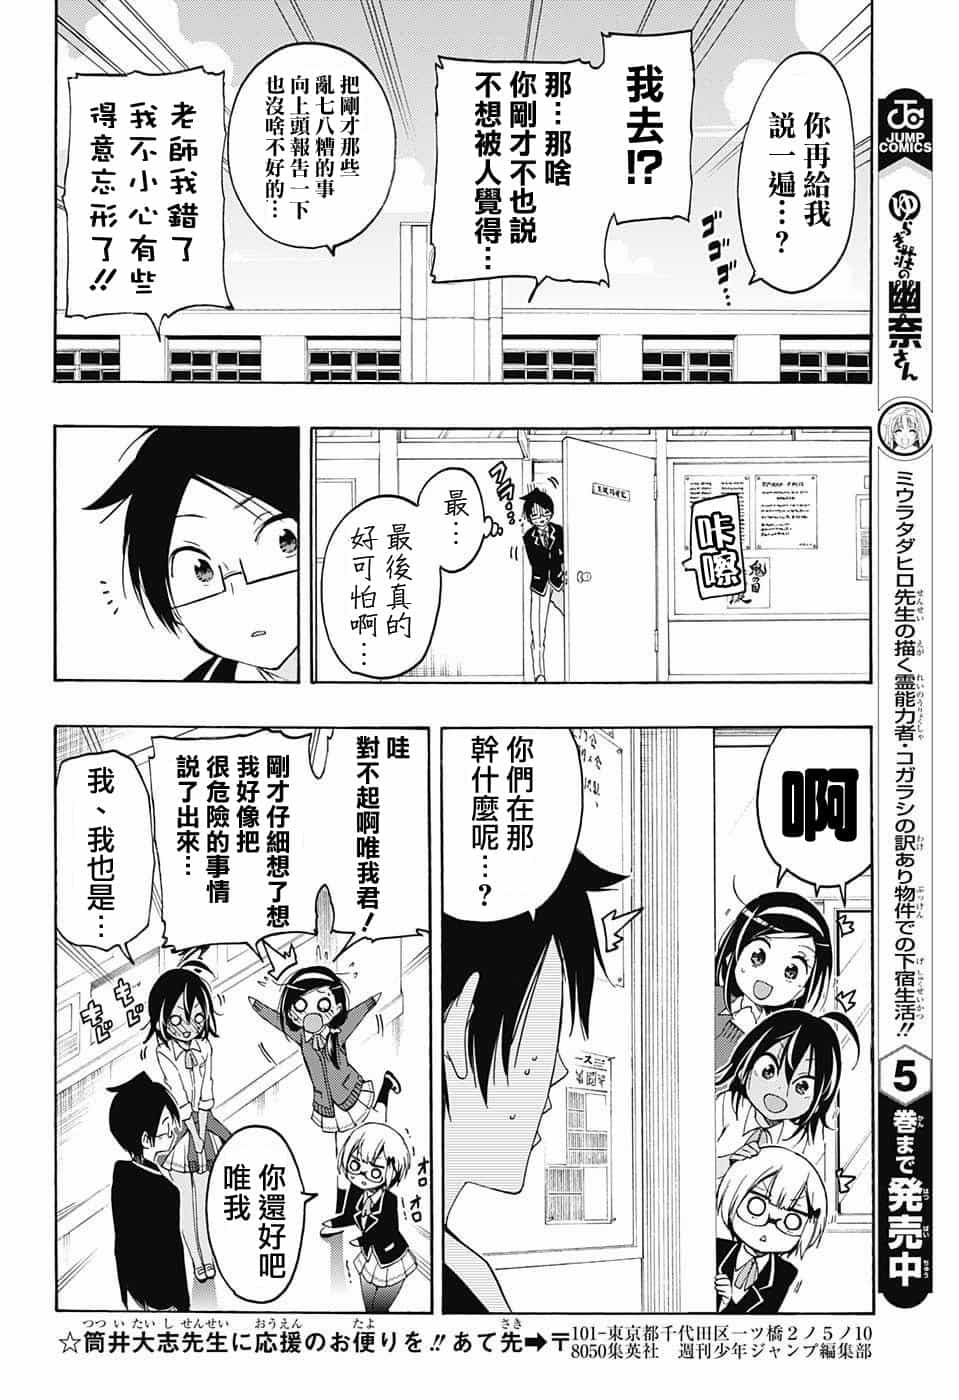 你再給我
說一遍…?
ゴゴゴ…
我去!?
那…那啥
你剛才不也說
不想被人覺得…
把剛才那些
亂七八糟的事
向上頭報告一下
也沒啥不好的…
老師我錯了
我不小心有些
得意忘形了!!
咔嚓
フラ…
最…
最後真的
好可怕啊…
啊
你們在那
幹什麼呢…?
哇
對不起啊唯我君!
剛才仔細想了想
我好像把
很危險的事情
說了出來…
我、我也是…
モジモジ
你還好吧
唯我
オロオロ
JUMP COMICS
ゆらぎ荘の幽奈さん
ミウラタダヒロ先生の描く霊能力者・コガラシの訳あり物件での下宿生活!!
5
巻まで発売中
☆筒井大志先生に応援のお便りを!!あて先➡〒101-8050
東京都千代田区一ツ橋2ノ5ノ10
集英社 週刊少年ジャンプ編集部